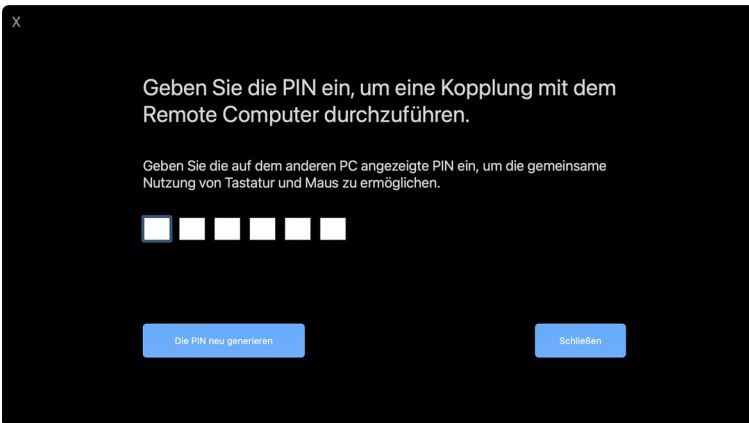 X
Geben Sie die PIN ein, um eine Kopplung mit dem
Remote Computer durchzuführen.
Geben Sie die auf dem anderen PC angezeigte PIN ein, um die gemeinsame
Nutzung von Tastatur und Maus zu ermöglichen.
Die PIN neu generieren
Schließen